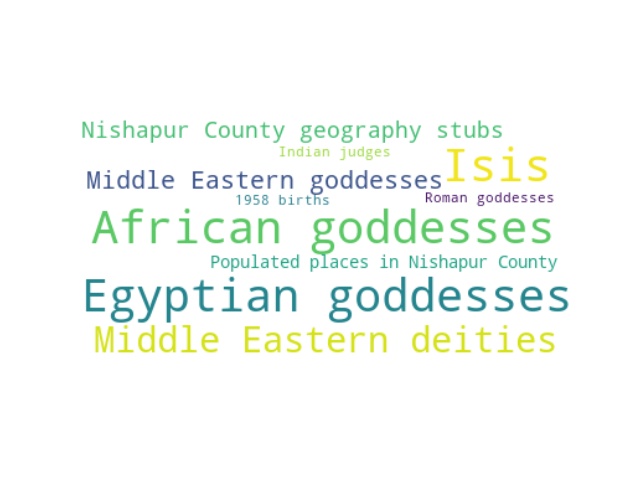 Nishapur County geography stubs
Indian judges
Isis
Middle Eastern goddesses
1958 births
Roman goddesses
African goddesses
Populated places in Nishapur County
Egyptian goddesses
Middle Eastern deities